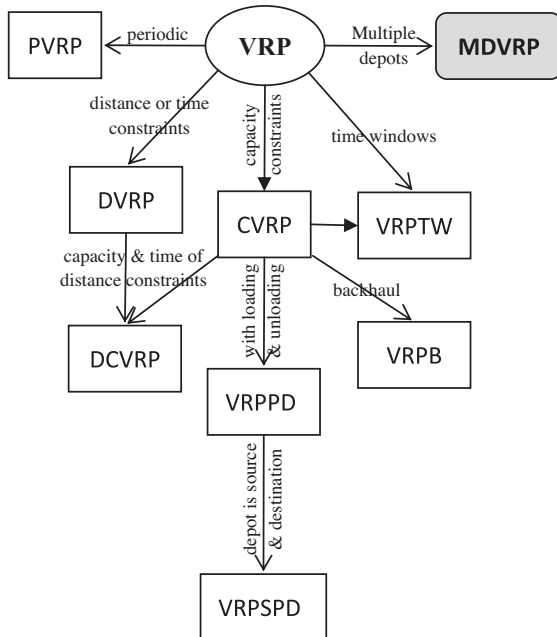 PVRP
periodic
VRP
Multiple
depots
MDVRP
distance or time
constraints
capacity
constraints
time windows
DVRP
CVRP
VRPTW
capacity & time of
distance constraints
with loading
& unloading
backhaul
DCVRP
VRPB
VRPPD
depot is source
& destination
VRPSPD